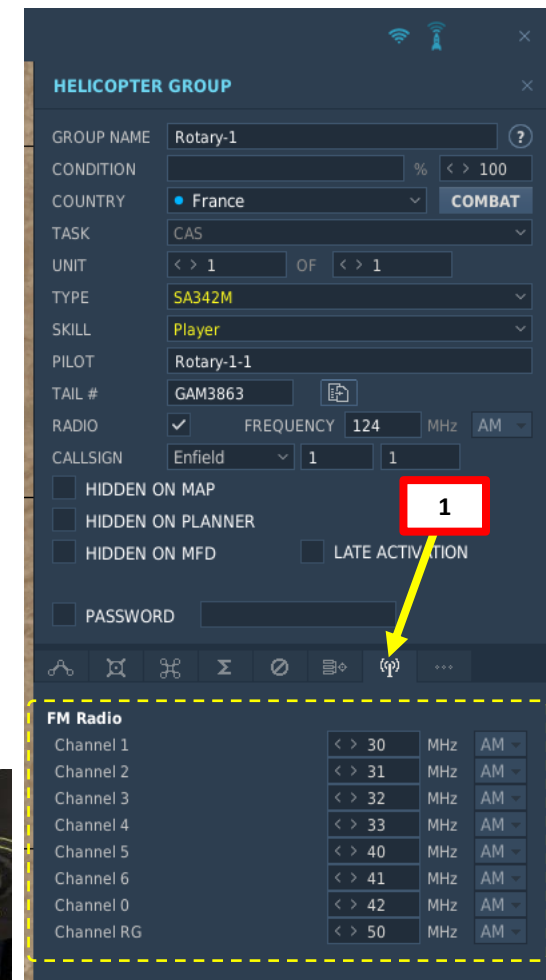 HELICOPTER GROUP
GROUP NAME Rotary-1 ?
CONDITION % < > 100
COUNTRY France COMBAT
TASK CAS
UNIT < > 1 OF < > 1
TYPE SA342M
SKILL Player
PILOT Rotary-1-1
TAIL # GAM3863
RADIO FREQUENCY 124 MHz AM
CALLSIGN Enfield 1 1
HIDDEN ON MAP
1
HIDDEN ON PLANNER
HIDDEN ON MFD LATE ACTIVATION
PASSWORD
FM Radio
Channel 1 < > 30 MHz AM
Channel 2 < > 31 MHz AM
Channel 3 < > 32 MHz AM
Channel 4 < > 33 MHz AM
Channel 5 < > 40 MHz AM
Channel 6 < > 41 MHz AM
Channel 0 < > 42 MHz AM
Channel RG < > 50 MHz AM